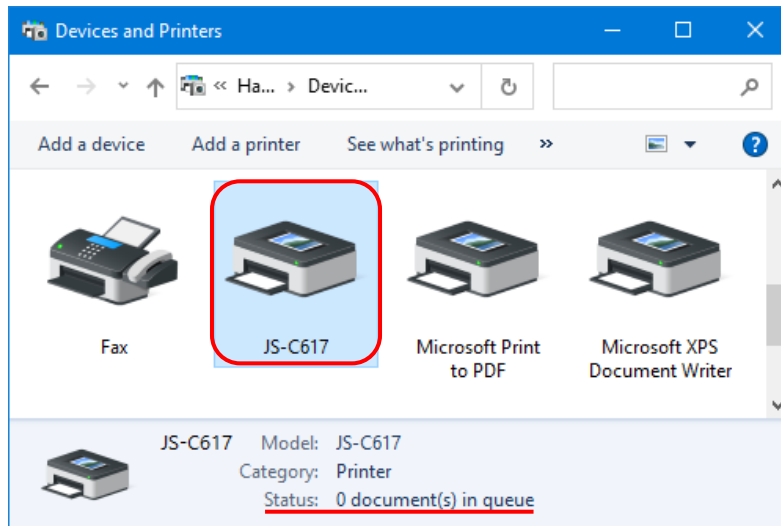 Devices and Printers
« Ha... › Devic...
Add a device Add a printer See what's printing »
?
Fax
JS-C617
Microsoft Print
to PDF
Microsoft XPS
Document Writer
JS-C617 Model: JS-C617
Category: Printer
Status: 0 document(s) in queue